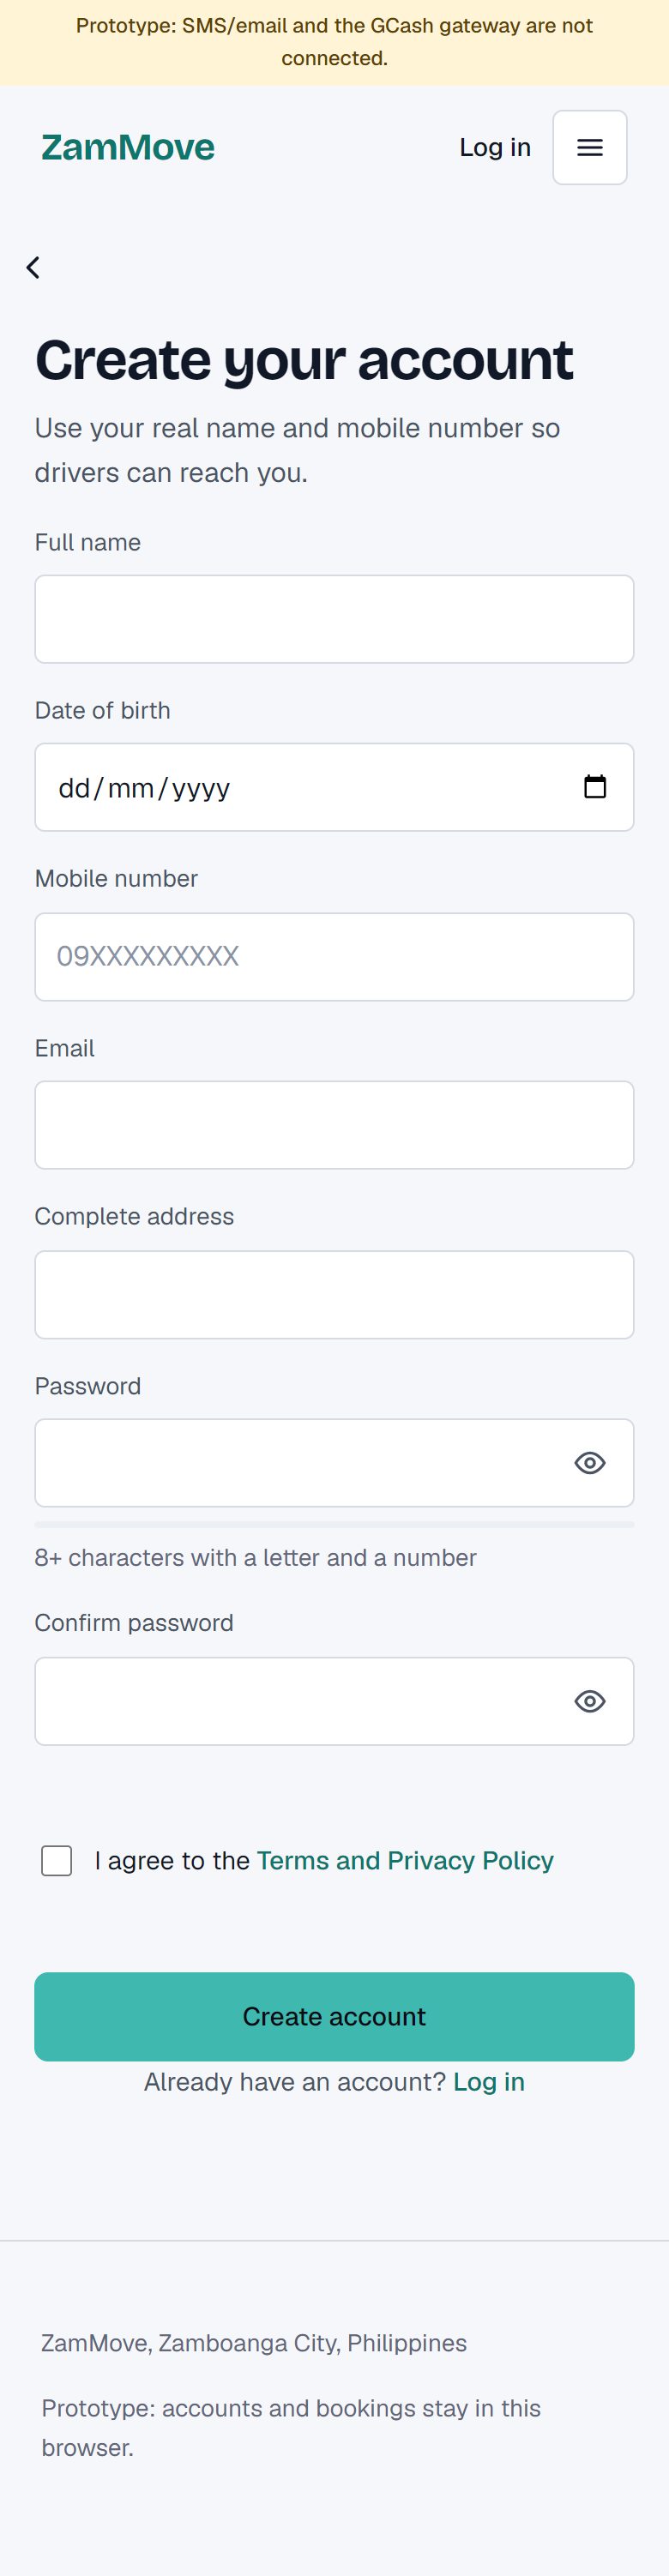 Prototype: SMS/email and the GCash gateway are not
connected.
ZamMove
Log in
Create your account
Use your real name and mobile number so
drivers can reach you.
Full name
Date of birth
dd/mm/yyyy
Mobile number
09XXXXXXXXX
Email
Complete address
Password
8+ characters with a letter and a number
Confirm password
I agree to the Terms and Privacy Policy
Create account
Already have an account? Log in
ZamMove, Zamboanga City, Philippines
Prototype: accounts and bookings stay in this
browser.